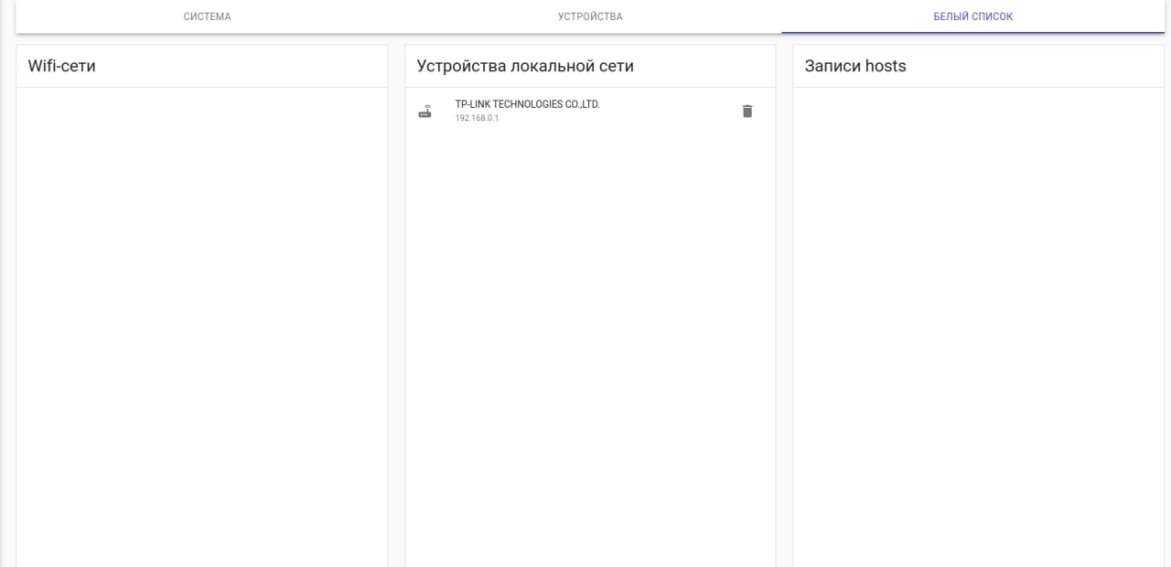 СИСТЕМА
УСТРОЙСТВА
БЕЛЫЙ СПИСОК
Wifi-сети
Устройства локальной сети
Записи hosts
TP-LINK TECHNOLOGIES CO.,LTD.
192.168.0.1